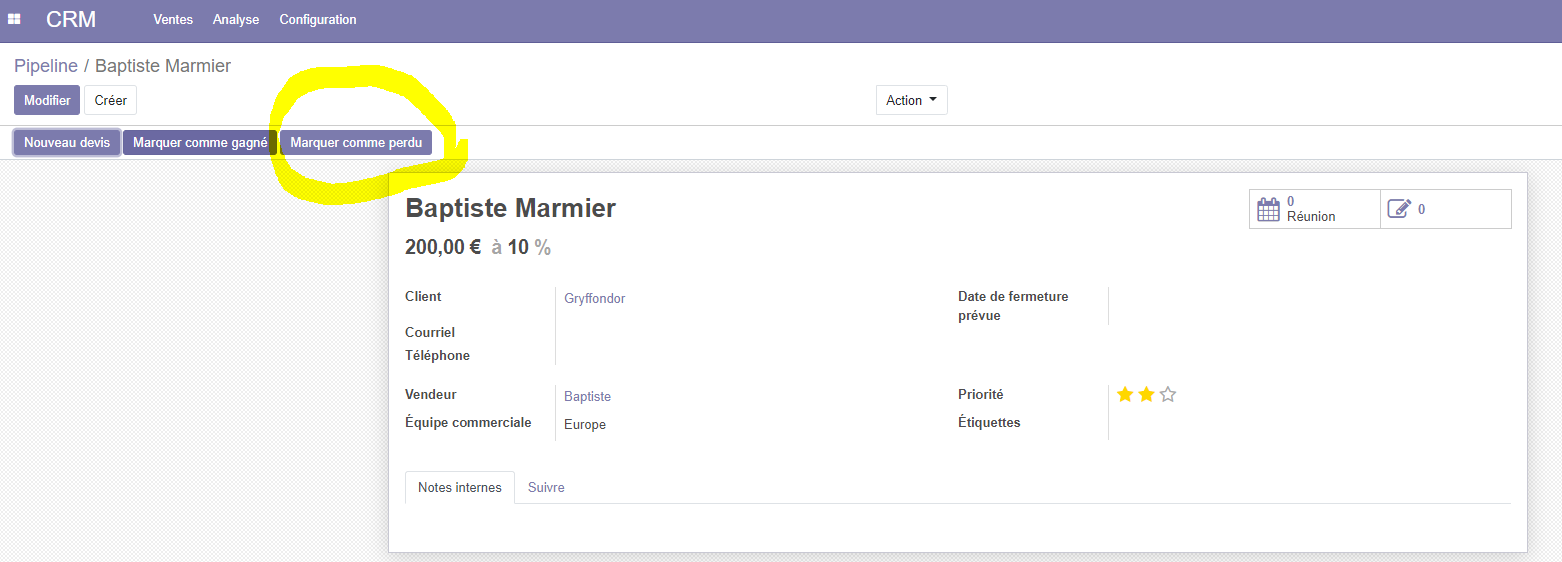 CRM Ventes Analyse Configuration
Pipeline / Baptiste Marmier
Modifier Créer Action
Nouveau devis Marquer comme gagné Marquer comme perdu
Baptiste Marmier
0
Réunion
0
200,00 € à 10 %
Client Gryffondor
Date de fermeture
prévue
Courriel
Téléphone
Vendeur Baptiste
Priorité
Équipe commerciale Europe
Étiquettes
Notes internes Suivre